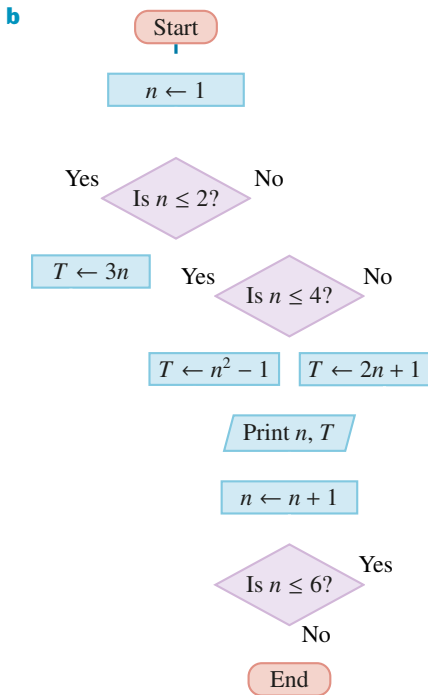 b
Start
n ← 1
Yes
No
Is n ≤ 2?
T ← 3n
Yes
No
Is n ≤ 4?
T ← n² − 1
T ← 2n + 1
Print n, T
n ← n + 1
Is n ≤ 6?
Yes
No
End